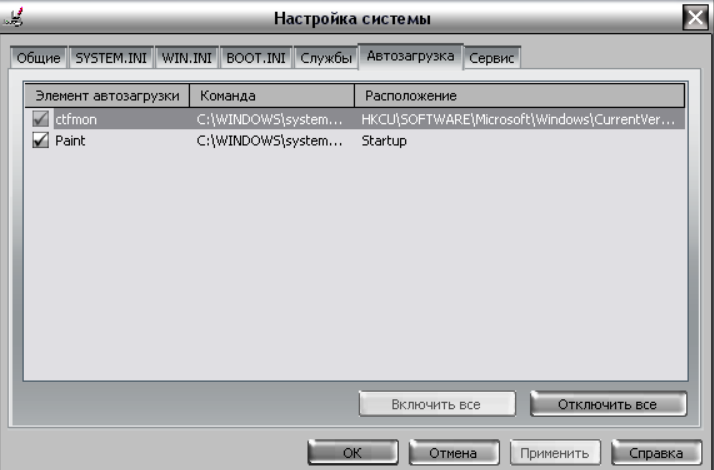 Настройка системы
Общие SYSTEM.INI WIN.INI BOOT.INI Службы Автозагрузка Сервис
Элемент автозагрузки Команда Расположение
ctfmon C:\WINDOWS\system... HKCU\SOFTWARE\Microsoft\Windows\CurrentVer...
Paint C:\WINDOWS\system... Startup
Включить все Отключить все
OK Отмена Применить Справка